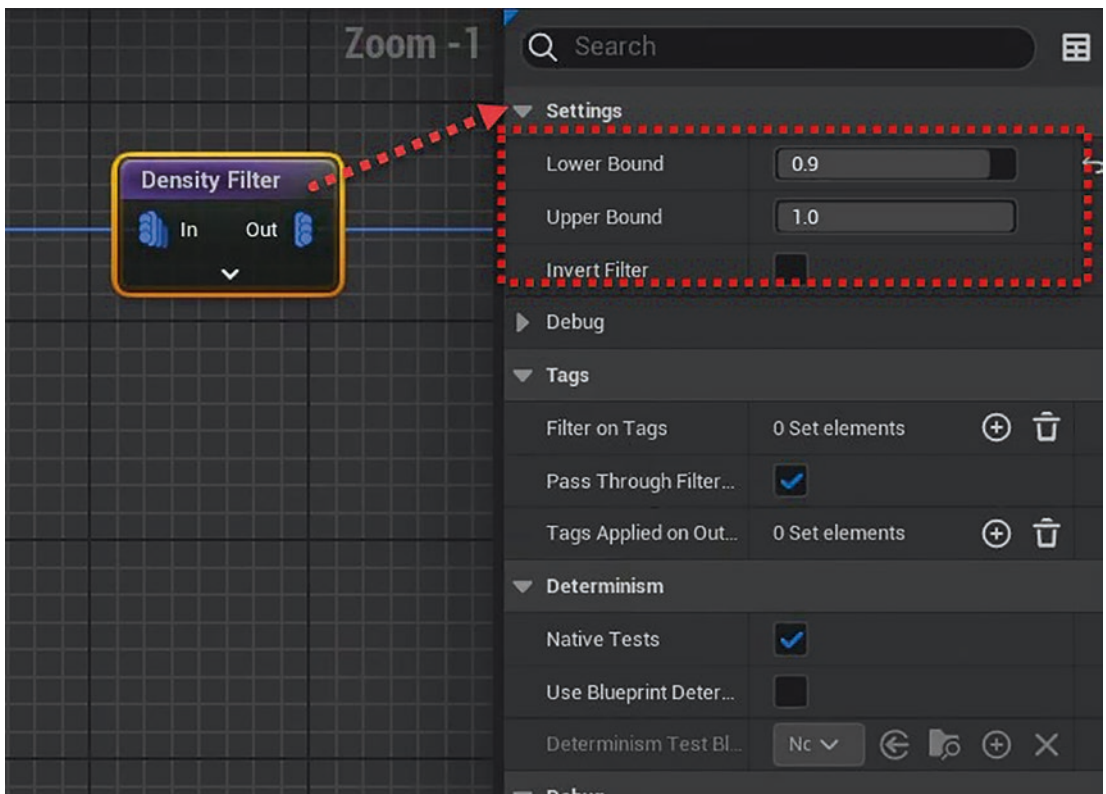 Zoom -1
Search
Settings
Density Filter
In Out
Lower Bound 0.9
Upper Bound 1.0
Invert Filter
Debug
Tags
Filter on Tags 0 Set elements
Pass Through Filter...
Tags Applied on Out... 0 Set elements
Determinism
Native Tests
Use Blueprint Deter...
Determinism Test Bl...
Debug